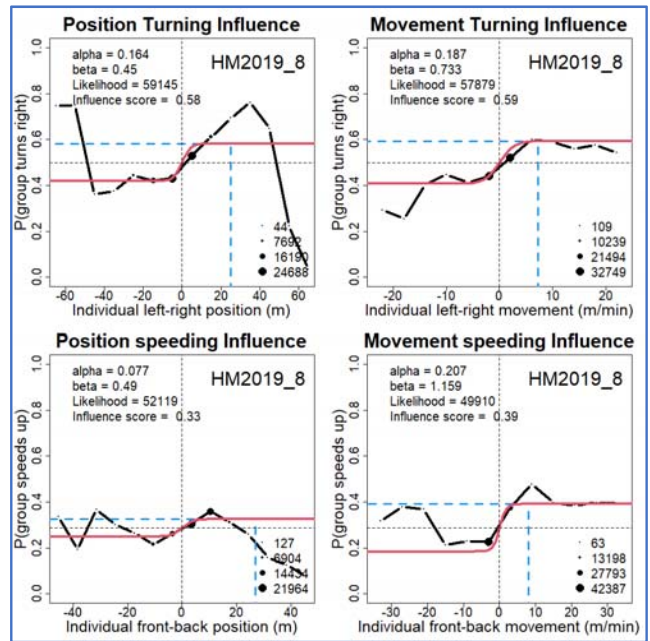 Position Turning Influence
P(group turns right)
1.0
0.8
0.6
0.4
0.2
0.0
alpha = 0.164
beta = 0.45
Likelihood = 59145
Influence score = 0.58
HM2019_8
44
7692
16190
24688
-60 -40 -20 0 20 40 60
Individual left-right position (m)
Movement Turning Influence
P(group turns right)
1.0
0.8
0.6
0.4
0.2
0.0
alpha = 0.187
beta = 0.733
Likelihood = 57879
Influence score = 0.59
HM2019_8
109
10239
21494
32749
-20 -10 0 10 20
Individual left-right movement (m/min)
Position speeding Influence
P(group speeds up)
1.0
0.8
0.6
0.4
0.2
0.0
alpha = 0.077
beta = 0.49
Likelihood = 52119
Influence score = 0.33
HM2019_8
127
6904
14434
21964
-40 -20 0 20 40
Individual front-back position (m)
Movement speeding Influence
P(group speeds up)
1.0
0.8
0.6
0.4
0.2
0.0
alpha = 0.207
beta = 1.159
Likelihood = 49910
Influence score = 0.39
HM2019_8
63
13198
27793
42387
-30 -20 -10 0 10 20 30
Individual front-back movement (m/min)